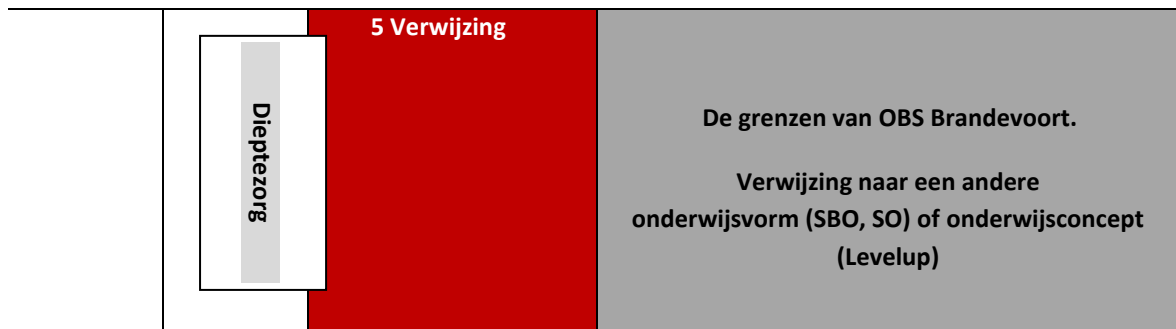 Dieptezorg
5 Verwijzing
De grenzen van OBS Brandevoort.
Verwijzing naar een andere
onderwijsvorm (SBO, SO) of onderwijsconcept
(Levelup)